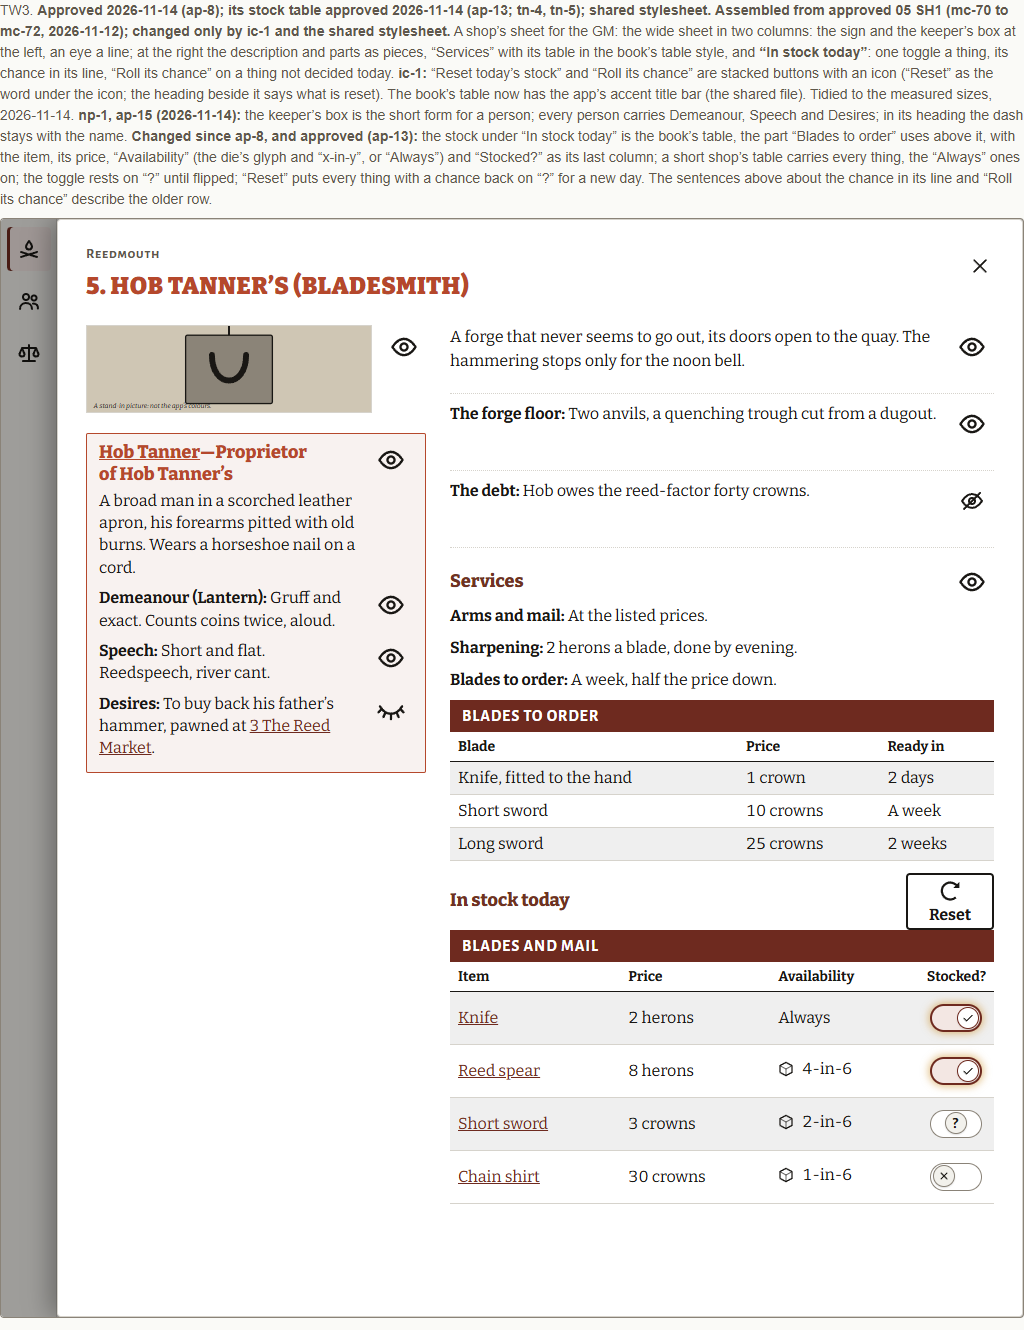 TW3. Approved 2026-11-14 (ap-8); its stock table approved 2026-11-14 (ap-13; tn-4, tn-5); shared stylesheet. Assembled from approved 05 SH1 (mc-70 to
mc-72, 2026-11-12); changed only by ic-1 and the shared stylesheet. A shop’s sheet for the GM: the wide sheet in two columns: the sign and the keeper’s box at
the left, an eye a line; at the right the description and parts as pieces, “Services” with its table in the book’s table style, and “In stock today”: one toggle a thing, its
chance in its line, “Roll its chance” on a thing not decided today. ic-1: “Reset today’s stock” and “Roll its chance” are stacked buttons with an icon (“Reset” as the
word under the icon; the heading beside it says what is reset). The book’s table now has the app’s accent title bar (the shared file). Tidied to the measured sizes,
2026-11-14. np-1, ap-15 (2026-11-14): the keeper’s box is the short form for a person; every person carries Demeanour, Speech and Desires; in its heading the dash
stays with the name. Changed since ap-8, and approved (ap-13): the stock under “In stock today” is the book’s table, the part “Blades to order” uses above it, with
the item, its price, “Availability” (the die’s glyph and “x-in-y”, or “Always”) and “Stocked?” as its last column; a short shop’s table carries every thing, the “Always” ones
on; the toggle rests on “?” until flipped; “Reset” puts every thing with a chance back on “?” for a new day. The sentences above about the chance in its line and “Roll
its chance” describe the older row.
REEDMOUTH
5. HOB TANNER’S (BLADESMITH)
A stand-in picture: not the app's colours.
Hob Tanner—Proprietor
of Hob Tanner’s
A broad man in a scorched leather
apron, his forearms pitted with old
burns. Wears a horseshoe nail on a
cord.
Demeanour (Lantern): Gruff and
exact. Counts coins twice, aloud.
Speech: Short and flat.
Reedspeech, river cant.
Desires: To buy back his father’s
hammer, pawned at 3 The Reed
Market.
A forge that never seems to go out, its doors open to the quay. The
hammering stops only for the noon bell.
The forge floor: Two anvils, a quenching trough cut from a dugout.
The debt: Hob owes the reed-factor forty crowns.
Services
Arms and mail: At the listed prices.
Sharpening: 2 herons a blade, done by evening.
Blades to order: A week, half the price down.
BLADES TO ORDER
Blade Price Ready in
Knife, fitted to the hand 1 crown 2 days
Short sword 10 crowns A week
Long sword 25 crowns 2 weeks
In stock today
Reset
BLADES AND MAIL
Item Price Availability Stocked?
Knife 2 herons Always
Reed spear 8 herons 4-in-6
Short sword 3 crowns 2-in-6 ?
Chain shirt 30 crowns 1-in-6